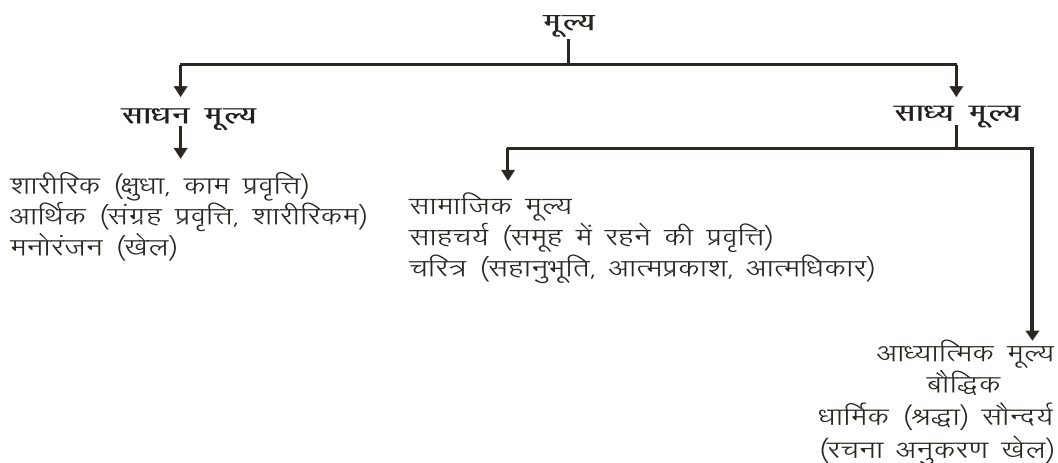 मूल्य
साधन मूल्य
साध्य मूल्य
शारीरिक (क्षुधा, काम प्रवृत्ति)
आर्थिक (संग्रह प्रवृत्ति, शारीरिकम)
मनोरंजन (खेल)
सामाजिक मूल्य
साहचर्य (समूह में रहने की प्रवृत्ति)
चरित्र (सहानुभूति, आत्मप्रकाश, आत्मधिकार)
आध्यात्मिक मूल्य
बौद्धिक
धार्मिक (श्रद्धा) सौन्दर्य
(रचना अनुकरण खेल)